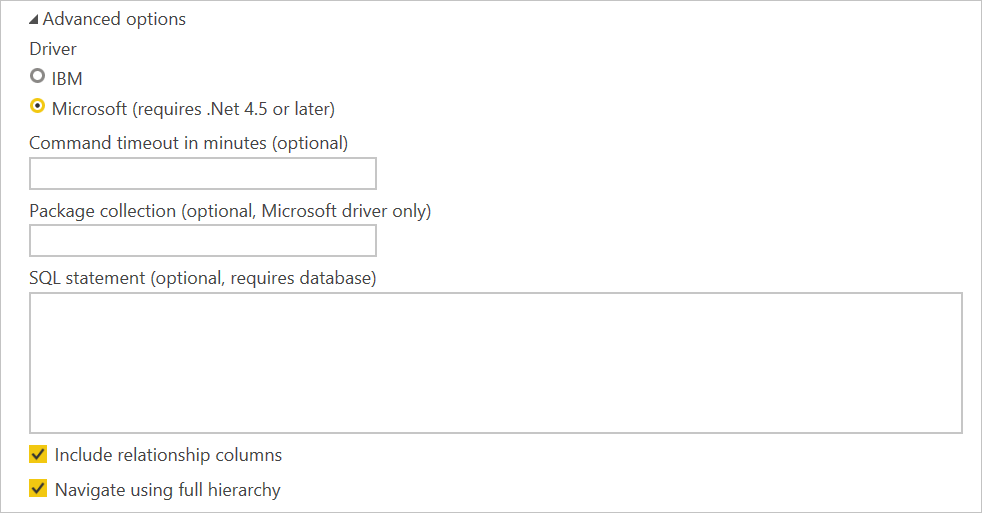 Advanced options
Driver
IBM
Microsoft (requires .Net 4.5 or later)
Command timeout in minutes (optional)
Package collection (optional, Microsoft driver only)
SQL statement (optional, requires database)
Include relationship columns
Navigate using full hierarchy